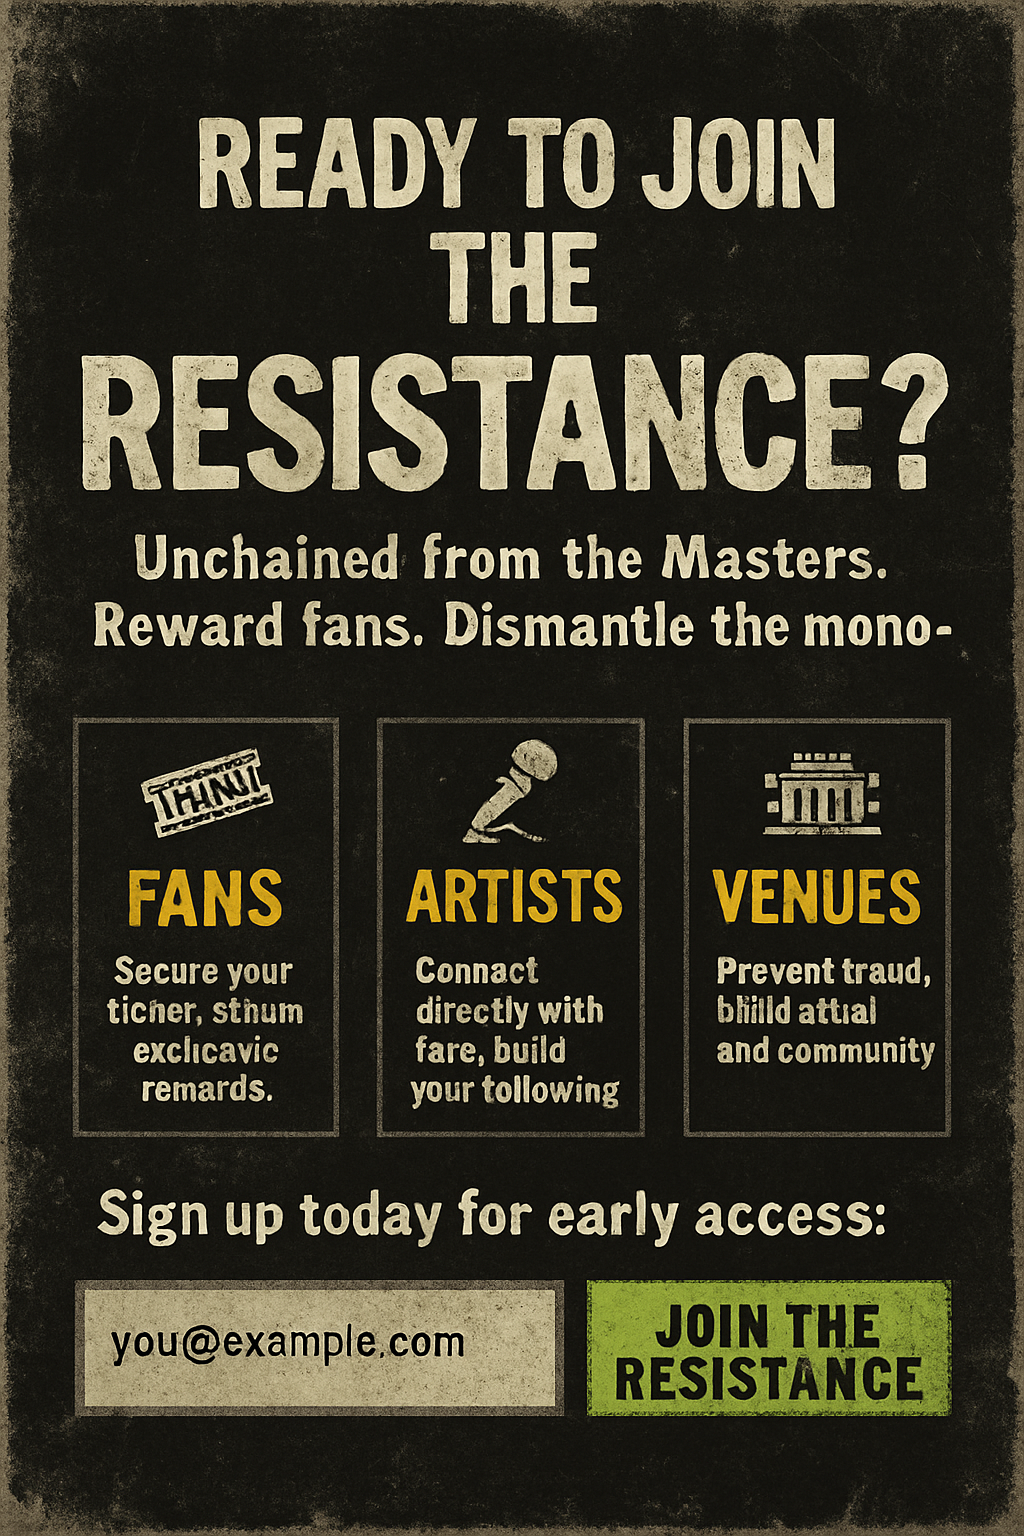 READY TO JOIN
THE
RESISTANCE?
Unchained from the Masters.
Reward fans. Dismantle the mono-
FANS
Secure your
ticher, sthum
exclicavic
remards.
ARTISTS
Connact
directly with
fare, build
your tollowing
VENUES
Prevent traud,
attial
and community
Sign up today for early access:
you@example.com
JOIN THE
RESISTANCE